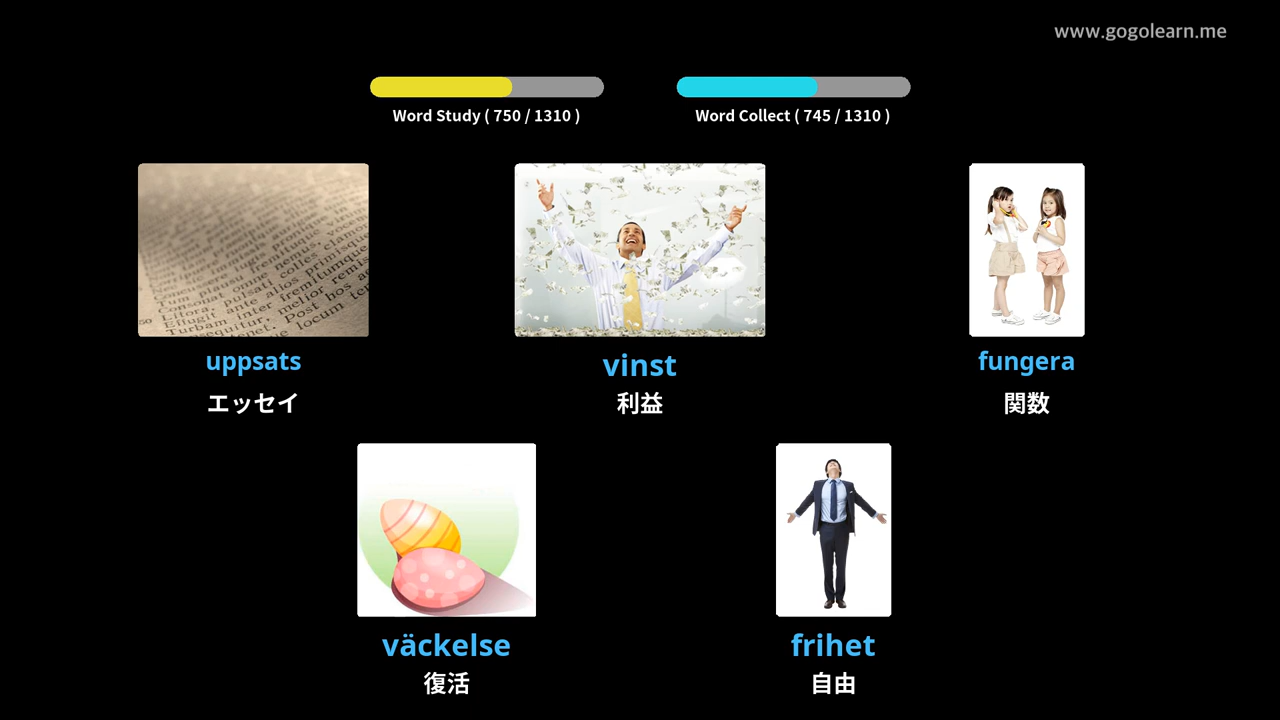 www.gogolearn.me
Word Study ( 750 / 1310 )
Word Collect ( 745 / 1310 )
uppsats
エッセイ
vinst
利益
fungera
関数
väckelse
復活
frihet
自由